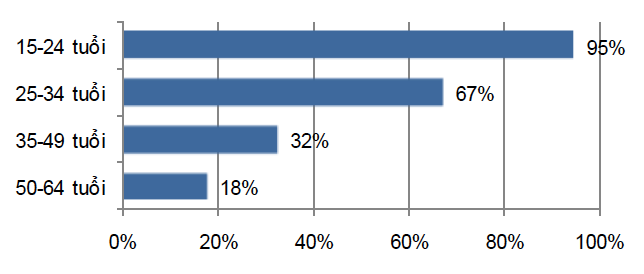 15-24 tuổi 95%
25-34 tuổi 67%
35-49 tuổi 32%
50-64 tuổi 18%
0% 20% 40% 60% 80% 100%